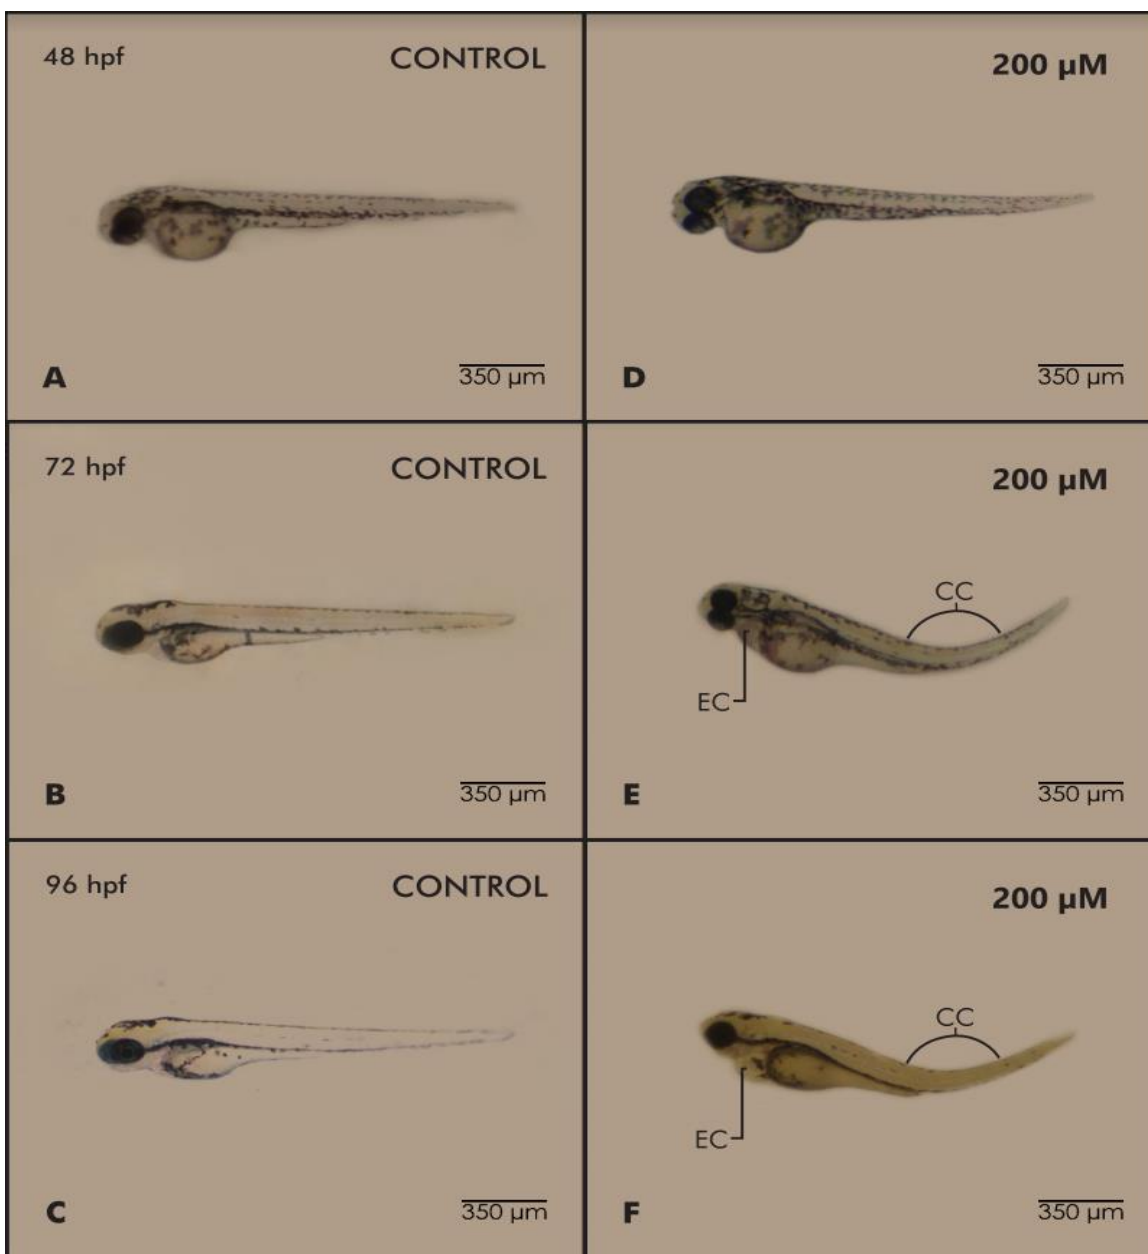 48 hpf
CONTROL
A
350 µm
200 µM
D
350 µm
72 hpf
CONTROL
B
350 µm
200 µM
CC
EC
E
350 µm
96 hpf
CONTROL
C
350 µm
200 µM
CC
EC
F
350 µm